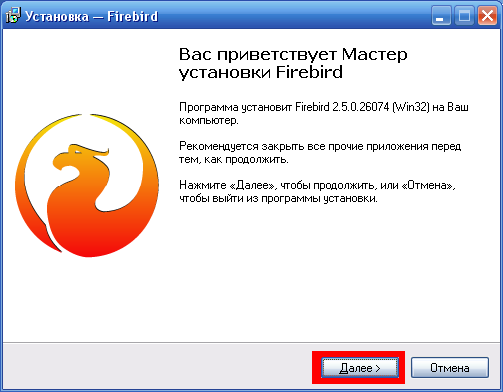 Установка — Firebird
Вас приветствует Мастер
установки Firebird
Программа установит Firebird 2.5.0.26074 (Win32) на Ваш
компьютер.
Рекомендуется закрыть все прочие приложения перед
тем, как продолжить.
Нажмите «Далее», чтобы продолжить, или «Отмена»,
чтобы выйти из программы установки.
Далее > Отмена